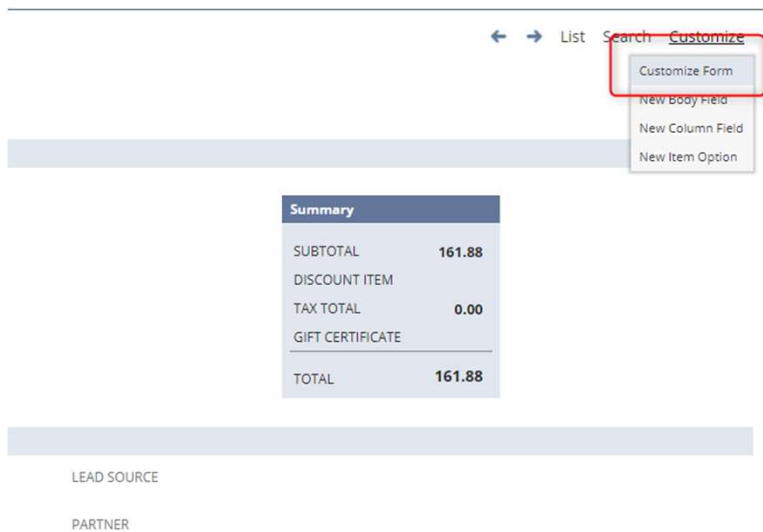 List Search Customize
Customize Form
New Body Field
New Column Field
New Item Option
Summary
SUBTOTAL 161.88
DISCOUNT ITEM
TAX TOTAL 0.00
GIFT CERTIFICATE
TOTAL 161.88
LEAD SOURCE
PARTNER